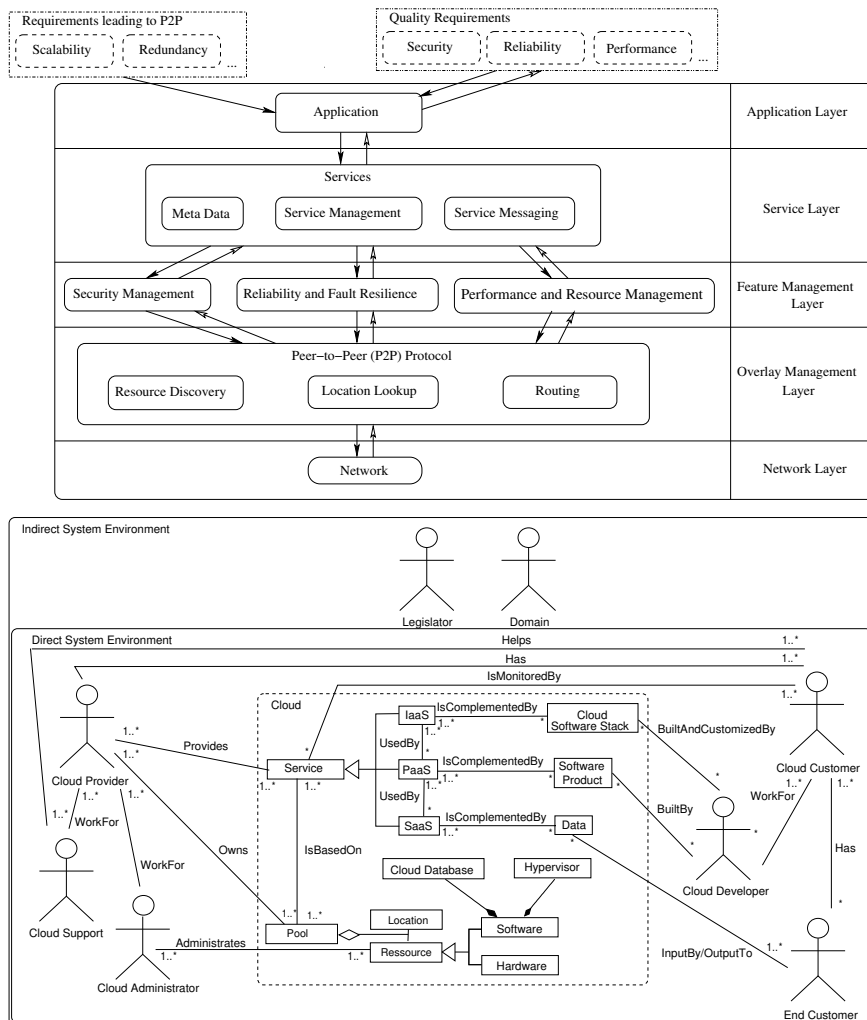 Requirements leading to P2P
Quality Requirements
Scalability
Redundancy
...
Security
Reliability
Performance
...
Application
Application Layer
Services
Meta Data
Service Management
Service Messaging
Service Layer
Security Management
Reliability and Fault Resilience
Performance and Resource Management
Feature Management
Layer
Peer−to−Peer (P2P) Protocol
Resource Discovery
Location Lookup
Routing
Overlay Management
Layer
Network
Network Layer
Indirect System Environment
Legislator
Domain
Direct System Environment
Helps
1..*
1..*
Has
1..*
IsMonitoredBy
1..*
Cloud
IaaS
IsComplementedBy
1..*
1..*
*
Cloud
Software Stack
*
BuiltAndCustomizedBy
1..*
1..*
Provides
UsedBy
*
*
Cloud Provider
1..*
Service
1..*
PaaS
IsComplementedBy
1..*
1..*
*
Software
Product
*
Cloud Customer
1..*
1..*
UsedBy
*
BuiltBy
WorkFor
1..*
1..*
WorkFor
SaaS
IsComplementedBy
1..*
*
Data
*
*
*
Cloud Developer
Has
WorkFor
Owns
IsBasedOn
Cloud Database
Hypervisor
Cloud Support
1..*
1..*
Pool
Location
Software
*
Administrates
1..*
1..*
Ressource
Hardware
InputBy/OutputTo
1..*
Cloud Administrator
End Customer